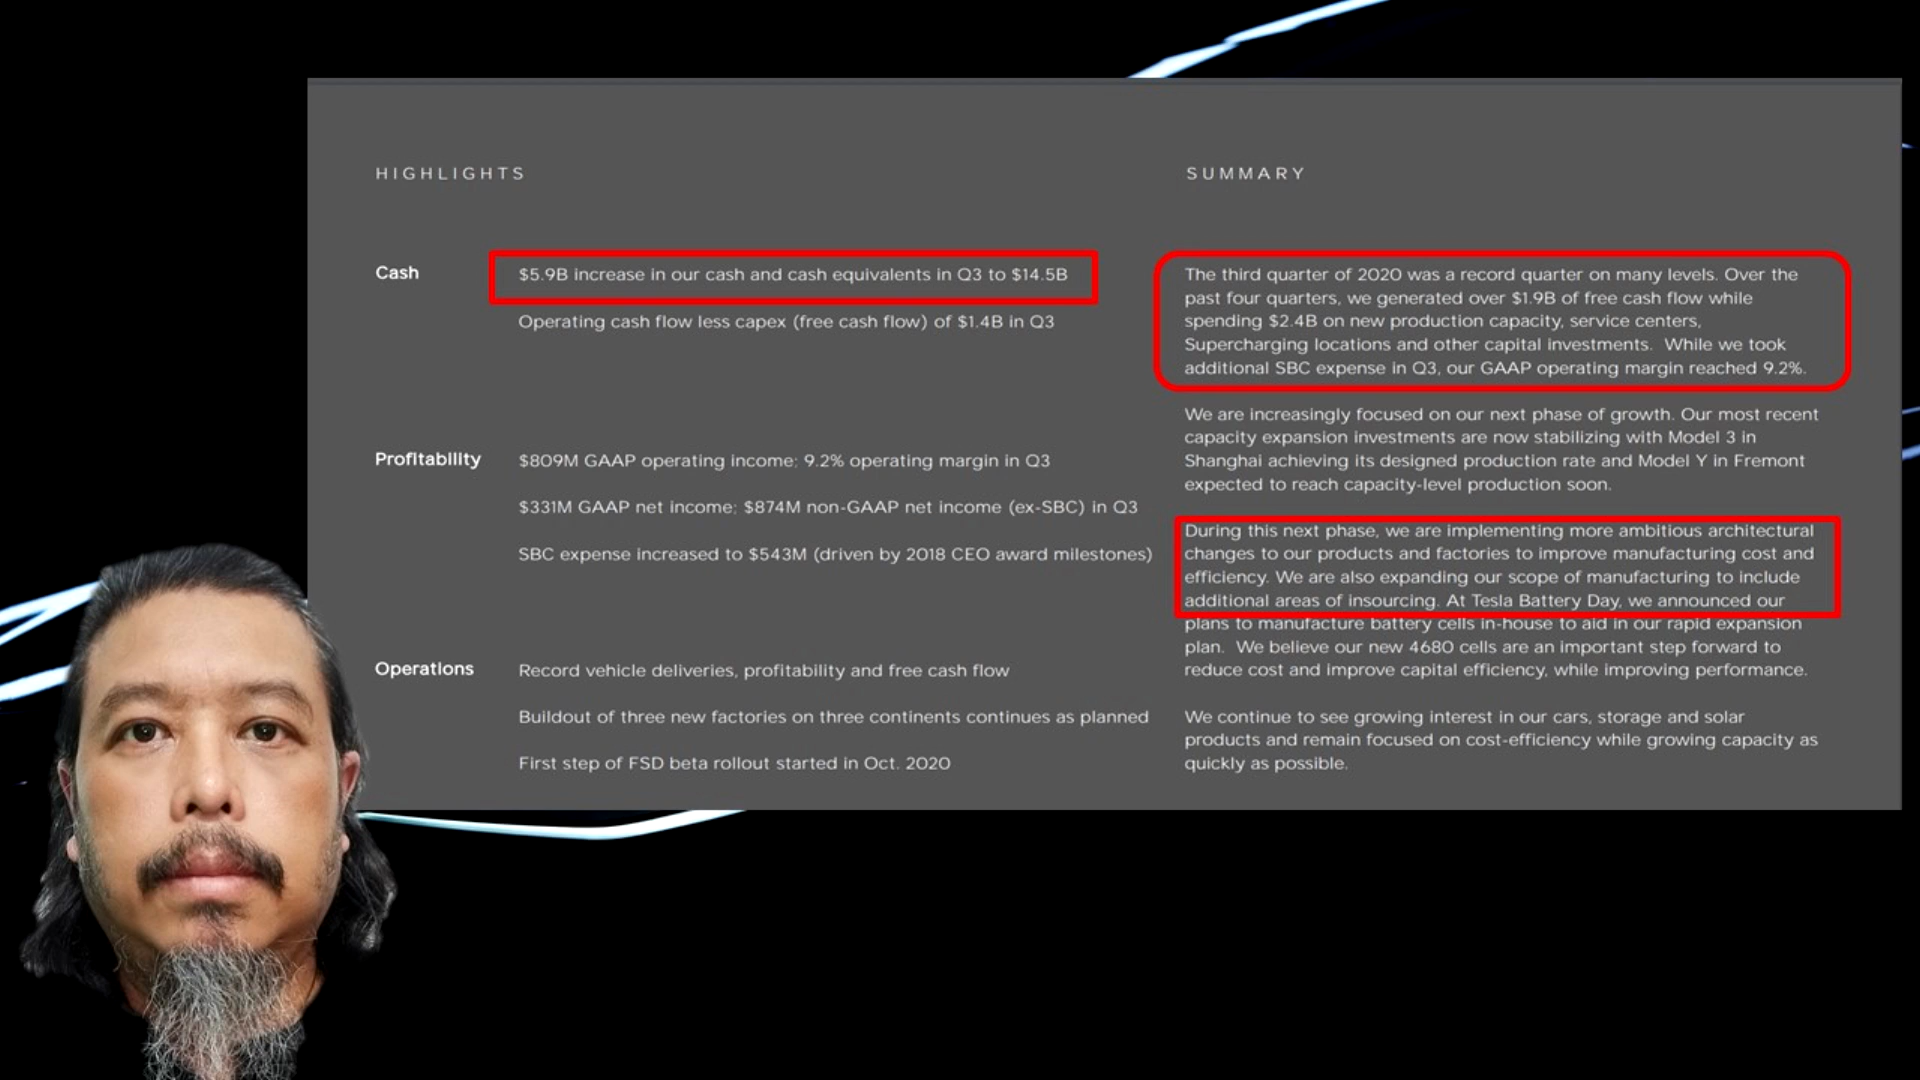 HIGHLIGHTS
Cash
$5.9B increase in our cash and cash equivalents in Q3 to $14.5B
Operating cash flow less capex (free cash flow) of $1.4B in Q3
Profitability
$809M GAAP operating income; 9.2% operating margin in Q3
$331M GAAP net income; $874M non-GAAP net income (ex-SBC) in Q3
SBC expense increased to $543M (driven by 2018 CEO award milestones)
Operations
Record vehicle deliveries, profitability and free cash flow
Buildout of three new factories on three continents continues as planned
First step of FSD beta rollout started in Oct. 2020
SUMMARY
The third quarter of 2020 was a record quarter on many levels. Over the
past four quarters, we generated over $1.9B of free cash flow while
spending $2.4B on new production capacity, service centers,
Supercharging locations and other capital investments. While we took
additional SBC expense in Q3, our GAAP operating margin reached 9.2%.
We are increasingly focused on our next phase of growth. Our most recent
capacity expansion investments are now stabilizing with Model 3 in
Shanghai achieving its designed production rate and Model Y in Fremont
expected to reach capacity-level production soon.
During this next phase, we are implementing more ambitious architectural
changes to our products and factories to improve manufacturing cost and
efficiency. We are also expanding our scope of manufacturing to include
additional areas of insourcing. At Tesla Battery Day, we announced our
plans to manufacture battery cells in-house to aid in our rapid expansion
plan. We believe our new 4680 cells are an important step forward to
reduce cost and improve capital efficiency, while improving performance.
We continue to see growing interest in our cars, storage and solar
products and remain focused on cost-efficiency while growing capacity as
quickly as possible.